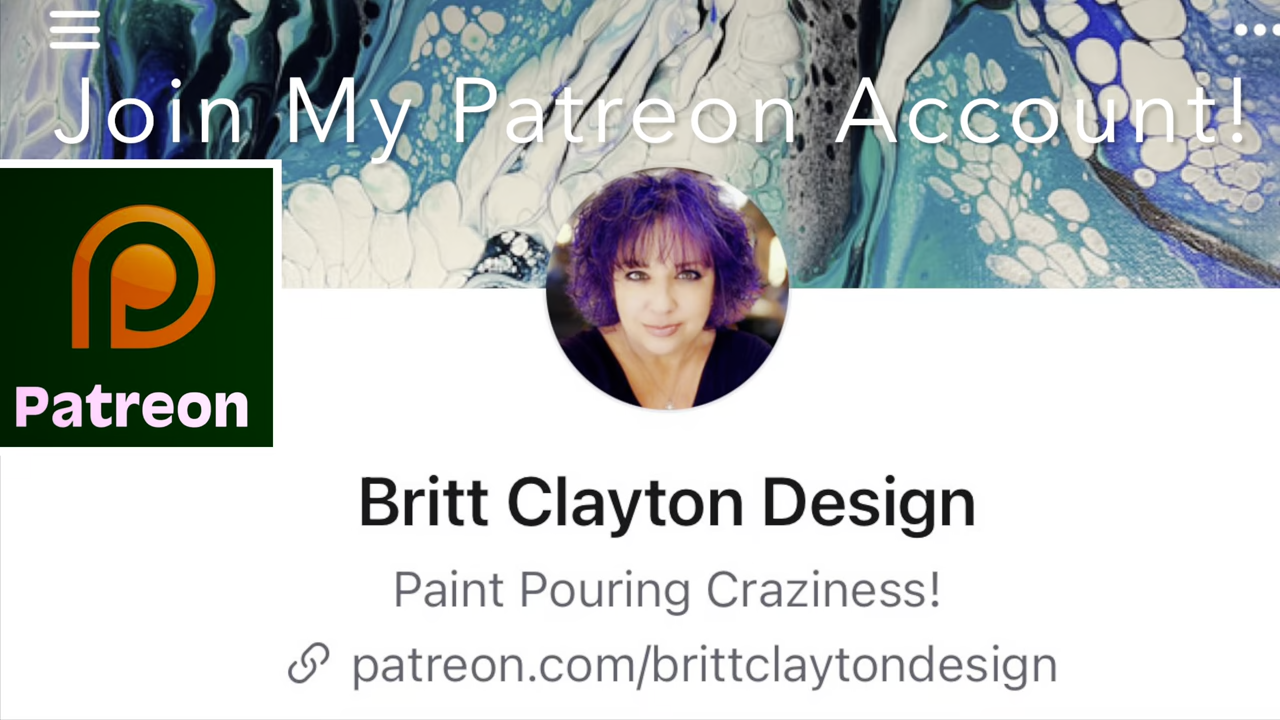 Join My Patreon Account!
Patreon
Britt Clayton Design
Paint Pouring Craziness!
patreon.com/brittclaytondesign